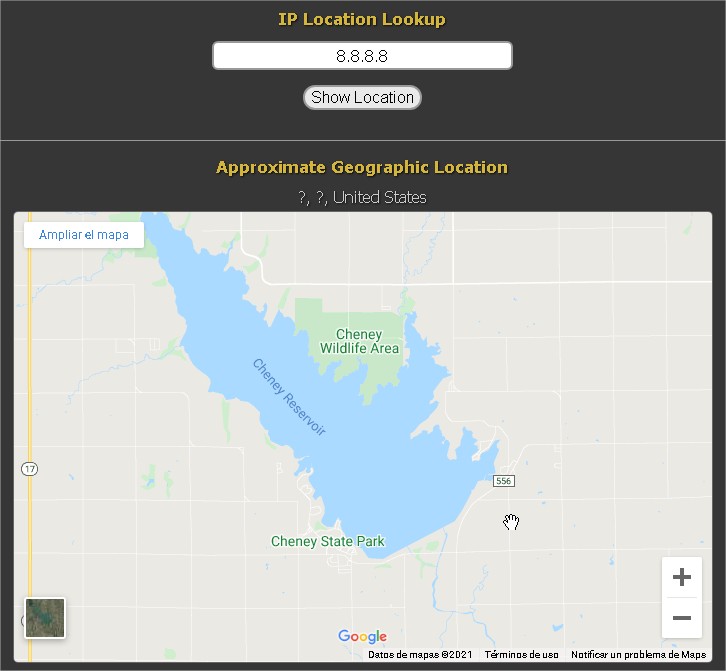 IP Location Lookup
8.8.8.8
Show Location
Approximate Geographic Location
?, ?, United States
Ampliar el mapa
Cheney
Wildlife Area
Cheney Reservoir
17
556
Cheney State Park
+
−
Google
Datos de mapas ©2021 Términos de uso Notificar un problema de Maps